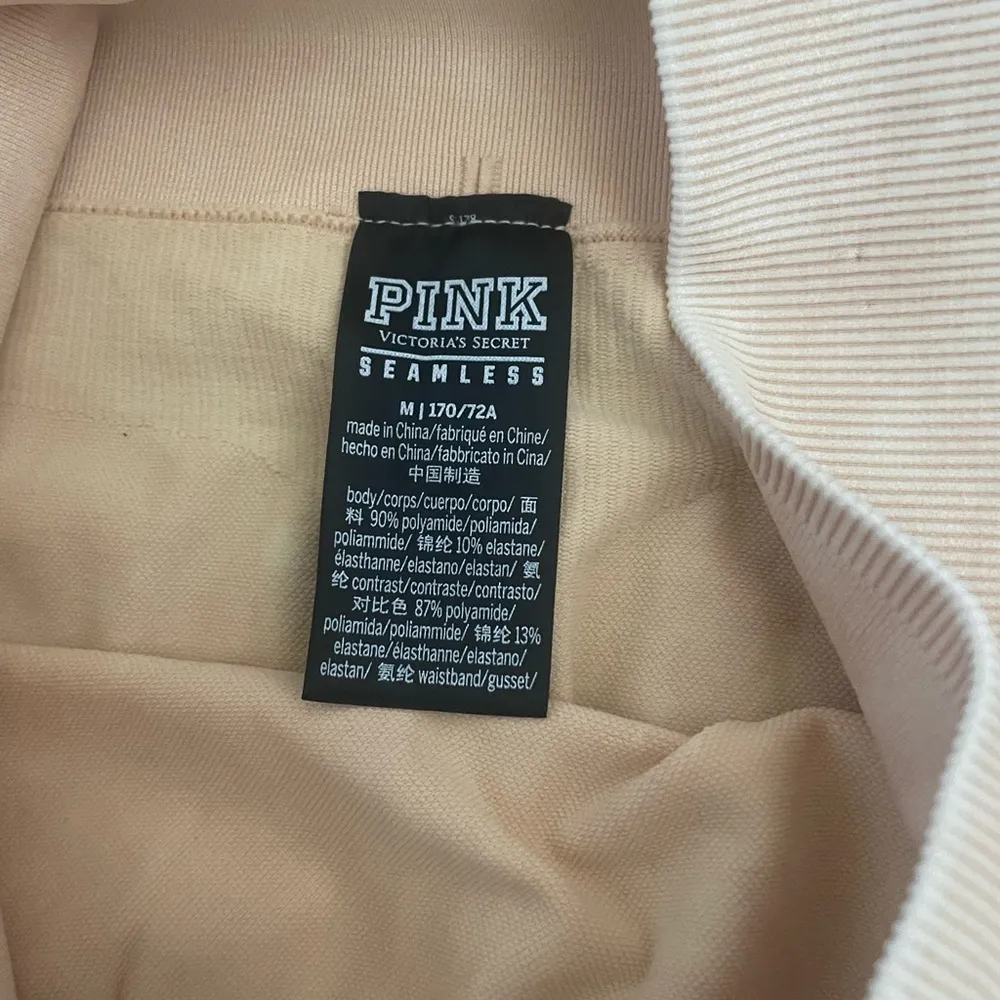 PINK
VICTORIA'S SECRET
SEAMLESS
M | 170/72A
made in China/fabriqué en Chine/
hecho en China/fabbricato in Cina/
中国制造
body/corps/cuerpo/corpo/ 面
料 90% polyamide/poliamida/
poliammide/ 锦纶 10% elastane/
élasthanne/elastano/elastan/ 氨
纶 contrast/contraste/contrasto/
对比色 87% polyamide/
poliamida/poliammide/ 锦纶 13%
elastane/élasthanne/elastano/
elastan/ 氨纶 waistband/gusset/